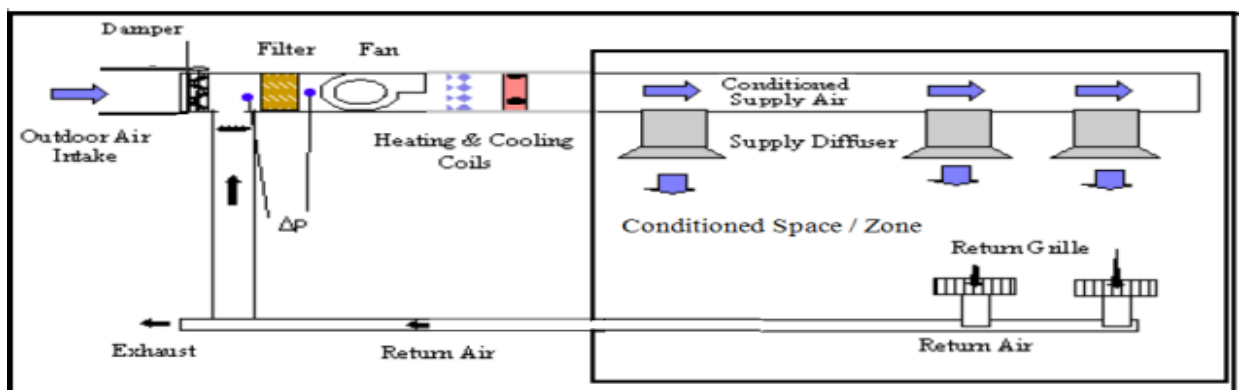 Damper
Filter
Fan
Outdoor Air
Intake
Heating & Cooling
Coils
Conditioned
Supply Air
Supply Diffuser
ΔP
Conditioned Space / Zone
Return Grille
Exhaust
Return Air
Return Air